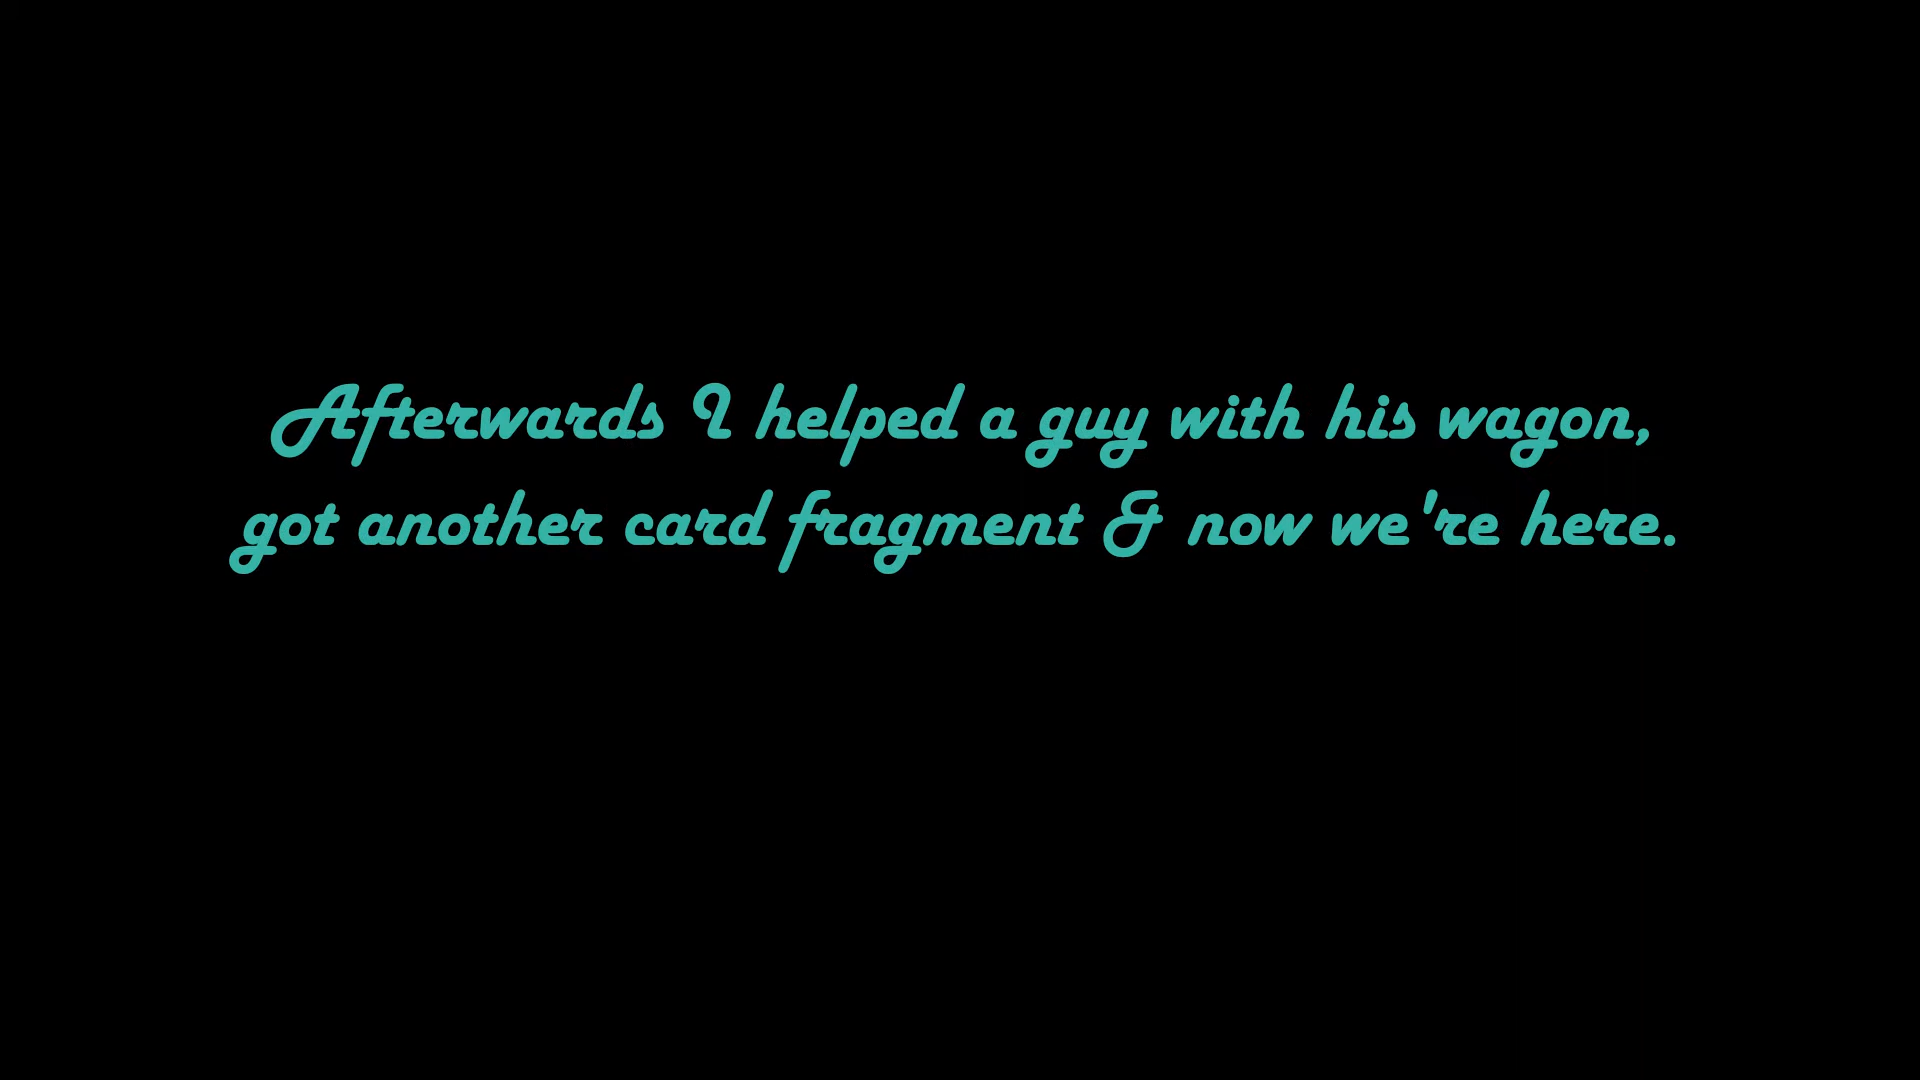 Afterwards I helped a guy with his wagon,
got another card fragment & now we're here.